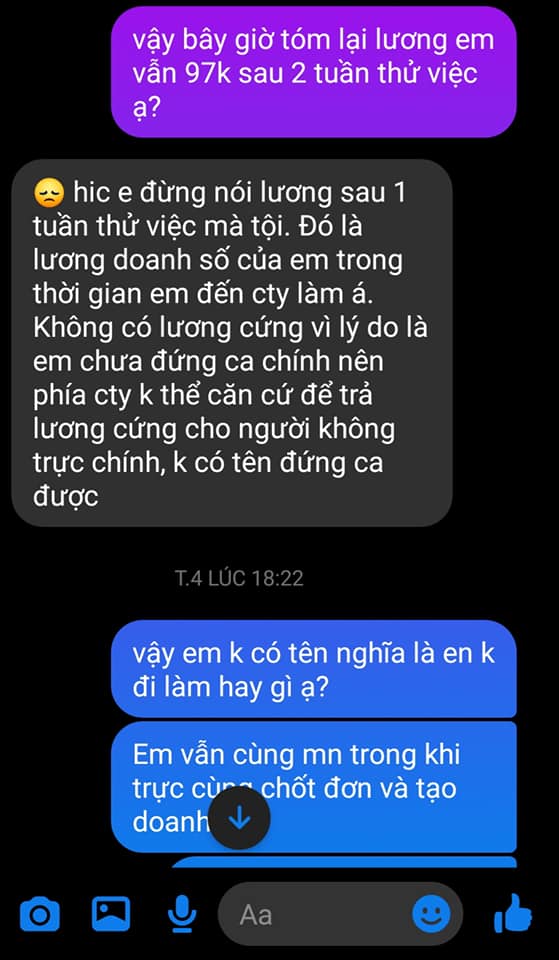 vậy bây giờ tóm lại lương em
vẫn 97k sau 2 tuần thử việc
ạ?
😞 hic e đừng nói lương sau 1
tuần thử việc mà tội. Đó là
lương doanh số của em trong
thời gian em đến cty làm á.
Không có lương cứng vì lý do là
em chưa đứng ca chính nên
phía cty k thể căn cứ để trả
lương cứng cho người không
trực chính, k có tên đứng ca
được
T.4 LÚC 18:22
vậy em k có tên nghĩa là en k
đi làm hay gì ạ?
Em vẫn cùng mn trong khi
trực cùng chốt đơn và tạo
doanh
Aa